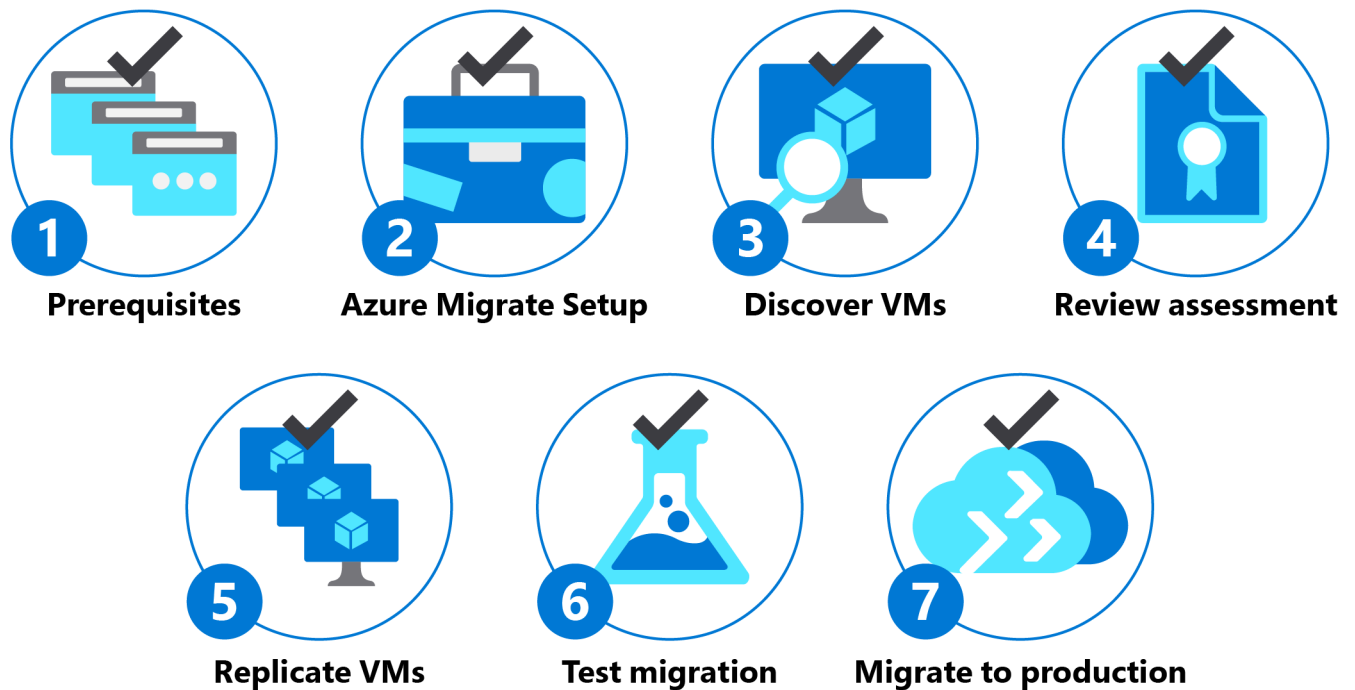 1
Prerequisites
2
Azure Migrate Setup
3
Discover VMs
4
Review assessment
5
Replicate VMs
6
Test migration
7
Migrate to production